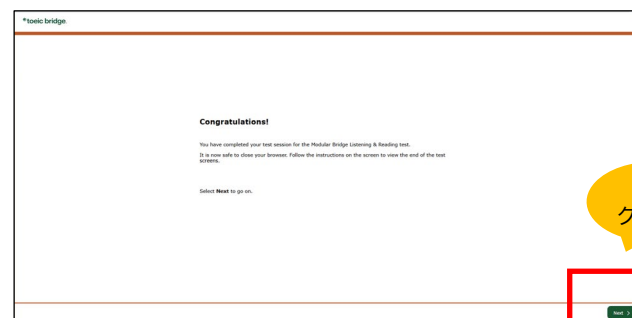 *toeic bridge.
Congratulations!
You have completed your test session for the Modular Bridge Listening & Reading test.
It is now safe to close your browser. Follow the instructions on the screen to view the end of the test
screens.
Select Next to go on.
Next >